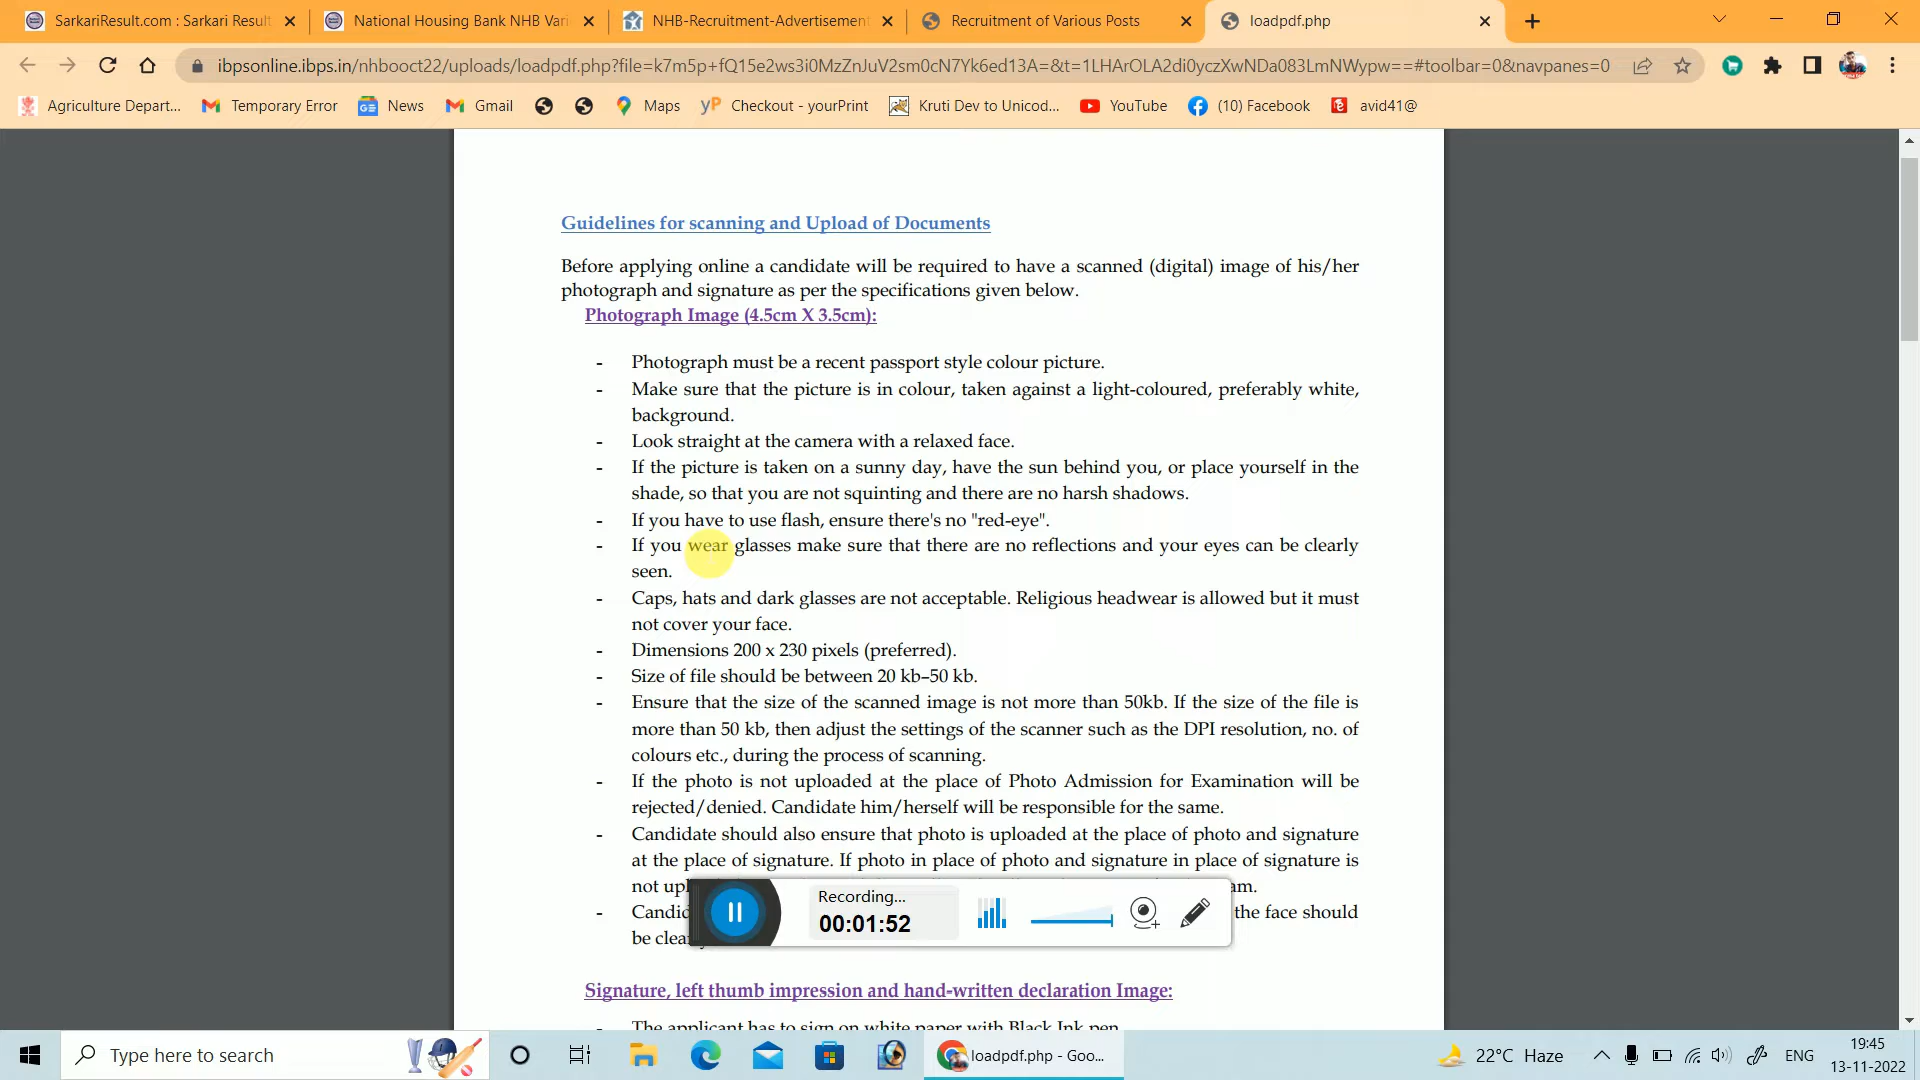 SarkariResult.com : Sarkari Result
National Housing Bank NHB Vari
NHB-Recruitment-Advertisement
Recruitment of Various Posts
loadpdf.php
ibpsonline.ibps.in/nhbooct22/uploads/loadpdf.php?file=k7m5p+fQ15e2ws3i0MzZnJuV2sm0cN7Yk6ed13A=&t=1LHArOLA2di0yczXwNDa083LmNWypw==#toolbar=0&navpanes=0
Agriculture Depart...
Temporary Error
News
Gmail
Maps
yP Checkout - yourPrint
Kruti Dev to Unicod...
YouTube
(10) Facebook
avid41@
Guidelines for scanning and Upload of Documents
Before applying online a candidate will be required to have a scanned (digital) image of his/her
photograph and signature as per the specifications given below.
Photograph Image (4.5cm X 3.5cm):
- Photograph must be a recent passport style colour picture.
- Make sure that the picture is in colour, taken against a light-coloured, preferably white,
background.
- Look straight at the camera with a relaxed face.
- If the picture is taken on a sunny day, have the sun behind you, or place yourself in the
shade, so that you are not squinting and there are no harsh shadows.
- If you have to use flash, ensure there's no "red-eye".
- If you wear glasses make sure that there are no reflections and your eyes can be clearly
seen.
- Caps, hats and dark glasses are not acceptable. Religious headwear is allowed but it must
not cover your face.
- Dimensions 200 x 230 pixels (preferred).
- Size of file should be between 20 kb–50 kb.
- Ensure that the size of the scanned image is not more than 50kb. If the size of the file is
more than 50 kb, then adjust the settings of the scanner such as the DPI resolution, no. of
colours etc., during the process of scanning.
- If the photo is not uploaded at the place of Photo Admission for Examination will be
rejected/denied. Candidate him/herself will be responsible for the same.
- Candidate should also ensure that photo is uploaded at the place of photo and signature
at the place of signature. If photo in place of photo and signature in place of signature is
not upl am.
- Candid the face should
be clea
Recording...
00:01:52
Signature, left thumb impression and hand-written declaration Image:
- The applicant has to sign on white paper with Black Ink pen.
Type here to search
loadpdf.php - Goo...
22°C Haze
ENG
19:45
13-11-2022